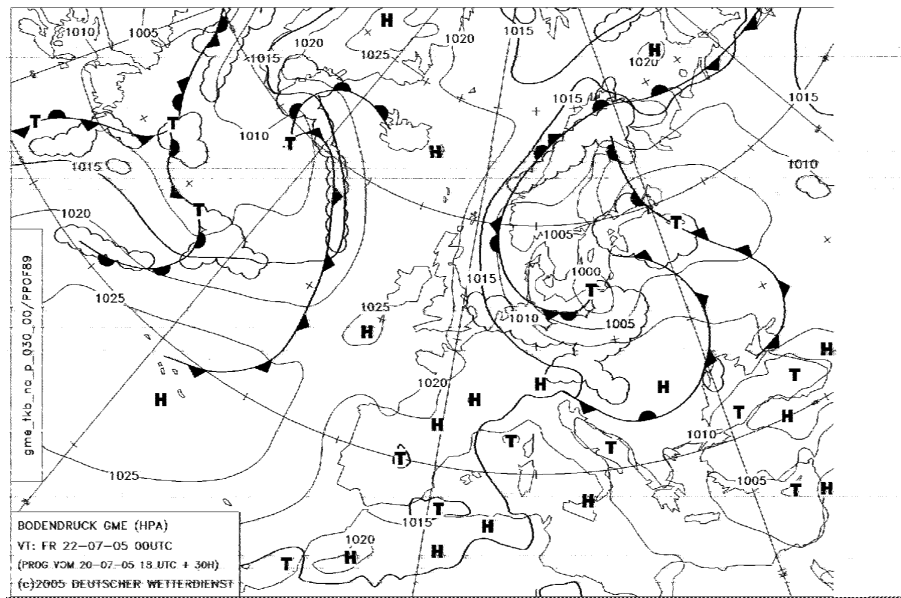 1010
1005
H
1020
1015
1025
1020
1015
H
1020
T
T
1010
T
H
1015
1015
1010
1015
1020
T
T
1005
1000
T
1015
1025
1025
H
1010
1005
H
T
1020
H
H
H
H
H
T
H
1010
T
T
T
1025
1005
T
H
T
1015
H
H
1020
T
H
H
gme_tkb_na_p_030_00/PPOF89
BODENDRUCK GME (HPA)
VT: FR 22-07-05 00UTC
(PROG VOM 20-07-05 18 UTC + 30H)
(c)2005 DEUTSCHER WETTERDIENST